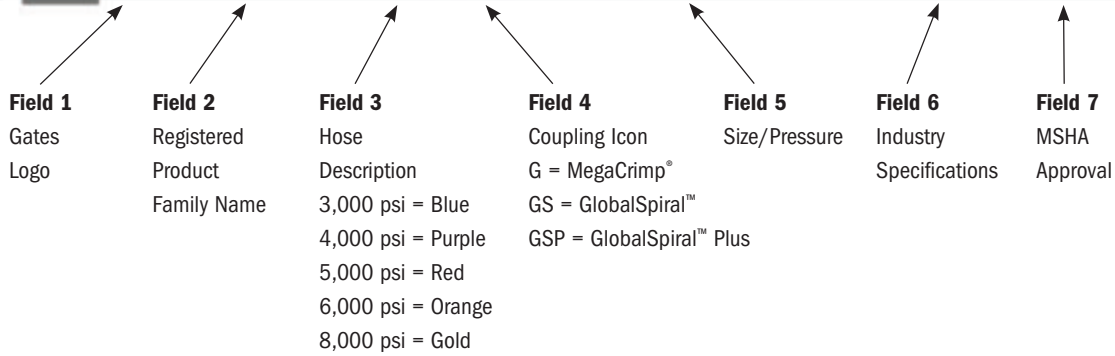 Field 1
Gates
Logo
Field 2
Registered
Product
Family Name
Field 3
Hose
Description
3,000 psi = Blue
4,000 psi = Purple
5,000 psi = Red
6,000 psi = Orange
8,000 psi = Gold
Field 4
Coupling Icon
G = MegaCrimp®
GS = GlobalSpiral™
GSP = GlobalSpiral™ Plus
Field 5
Size/Pressure
Field 6
Industry
Specifications
Field 7
MSHA
Approval